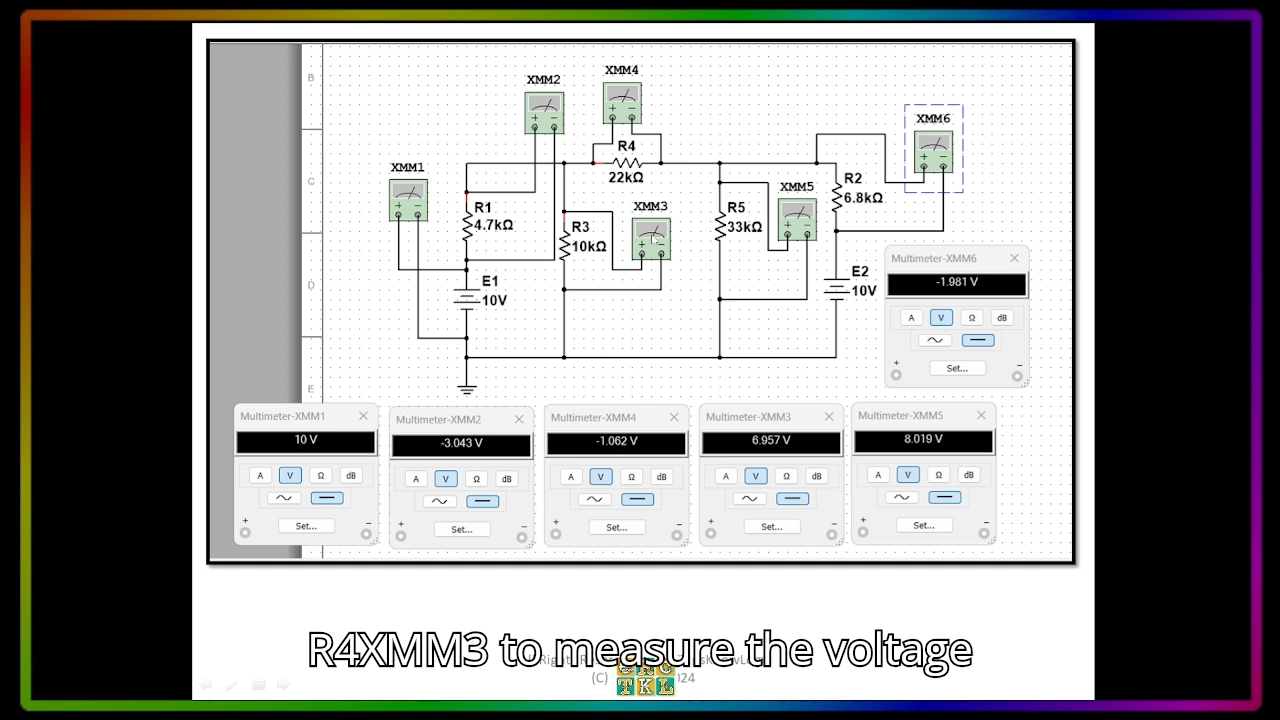 B
XMM2
XMM4
XMM6
R4
22kΩ
XMM1
C
R2
6.8kΩ
XMM5
R1
4.7kΩ
XMM3
R3
10kΩ
R5
33kΩ
D
E1
10V
E2
10V
Multimeter-XMM6
-1.981 V
A V Ω dB
+ −
Set...
E
Multimeter-XMM1
10 V
A V Ω dB
+ −
Set...
Multimeter-XMM2
-3.043 V
A V Ω dB
+ −
Set...
Multimeter-XMM4
-1.062 V
A V Ω dB
+ −
Set...
Multimeter-XMM3
6.957 V
A V Ω dB
+ −
Set...
Multimeter-XMM5
8.019 V
A V Ω dB
+ −
Set...
R4XMM3 to measure the voltage
(C)
TKL